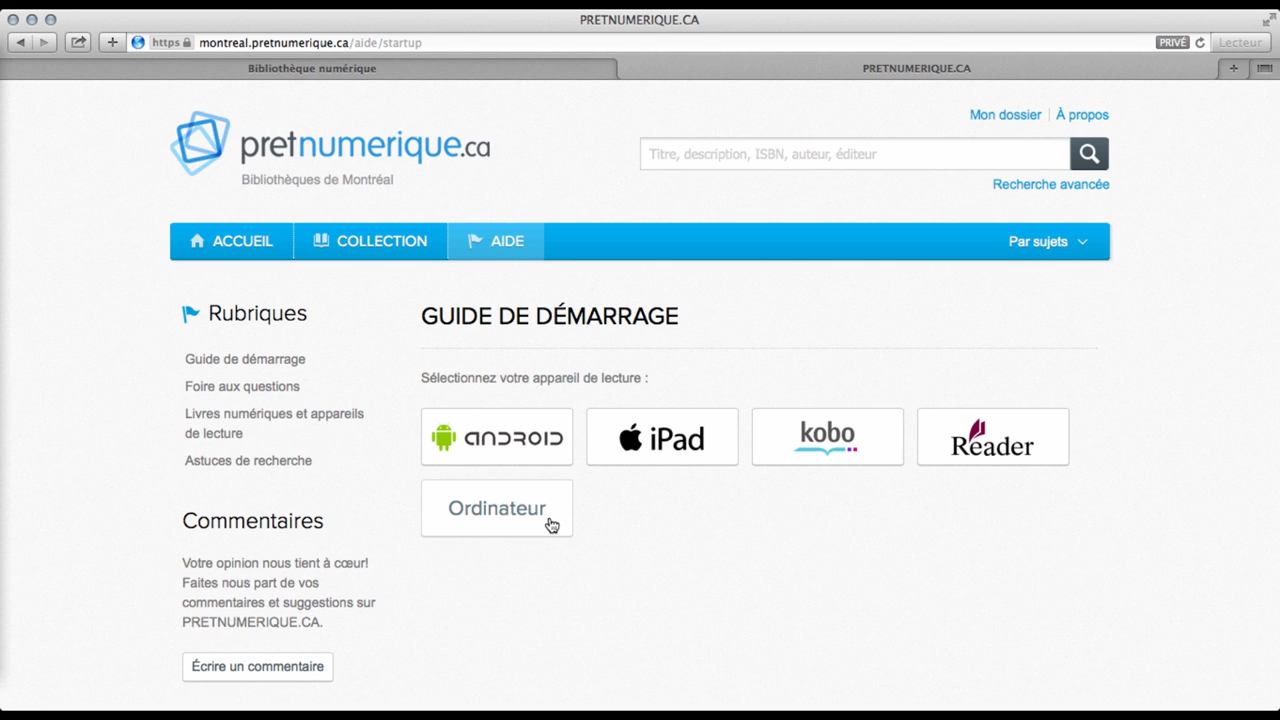 PRETNUMERIQUE.CA
https montreal.pretnumerique.ca/aide/startup PRIVÉ Lecteur
Bibliothèque numérique PRETNUMERIQUE.CA
Mon dossier À propos
pretnumerique.ca
Titre, description, ISBN, auteur, éditeur
Bibliothèques de Montréal
Recherche avancée
ACCUEIL COLLECTION AIDE Par sujets
Rubriques
Guide de démarrage
Foire aux questions
Livres numériques et appareils
de lecture
Astuces de recherche
Commentaires
Votre opinion nous tient à cœur!
Faites nous part de vos
commentaires et suggestions sur
PRETNUMERIQUE.CA.
Écrire un commentaire
GUIDE DE DÉMARRAGE
Sélectionnez votre appareil de lecture :
ANDROID iPad kobo Reader
Ordinateur